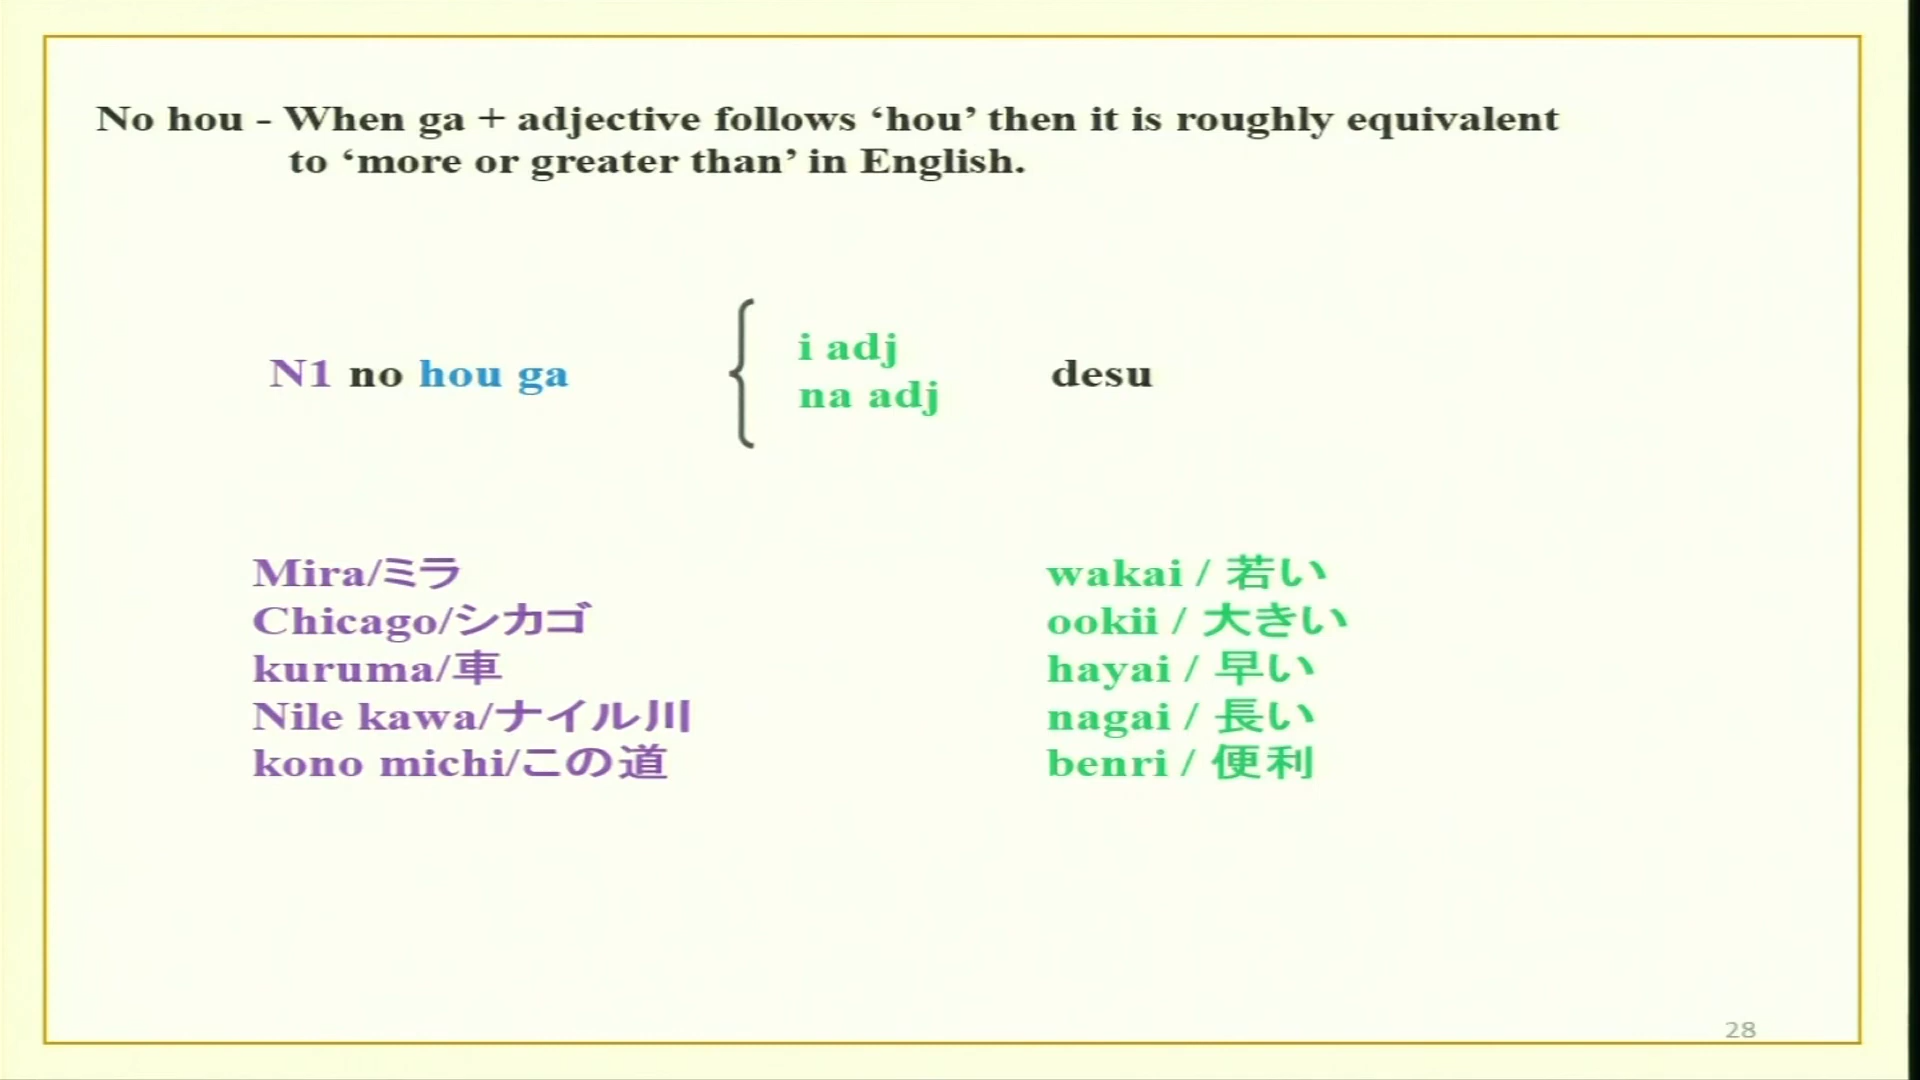 No hou - When ga + adjective follows ‘hou’ then it is roughly equivalent
to ‘more or greater than’ in English.
i adj
N1 no hou ga { desu
na adj
Mira/ミラ wakai / 若い
Chicago/シカゴ ookii / 大きい
kuruma/車 hayai / 早い
Nile kawa/ナイル川 nagai / 長い
kono michi/この道 benri / 便利
28